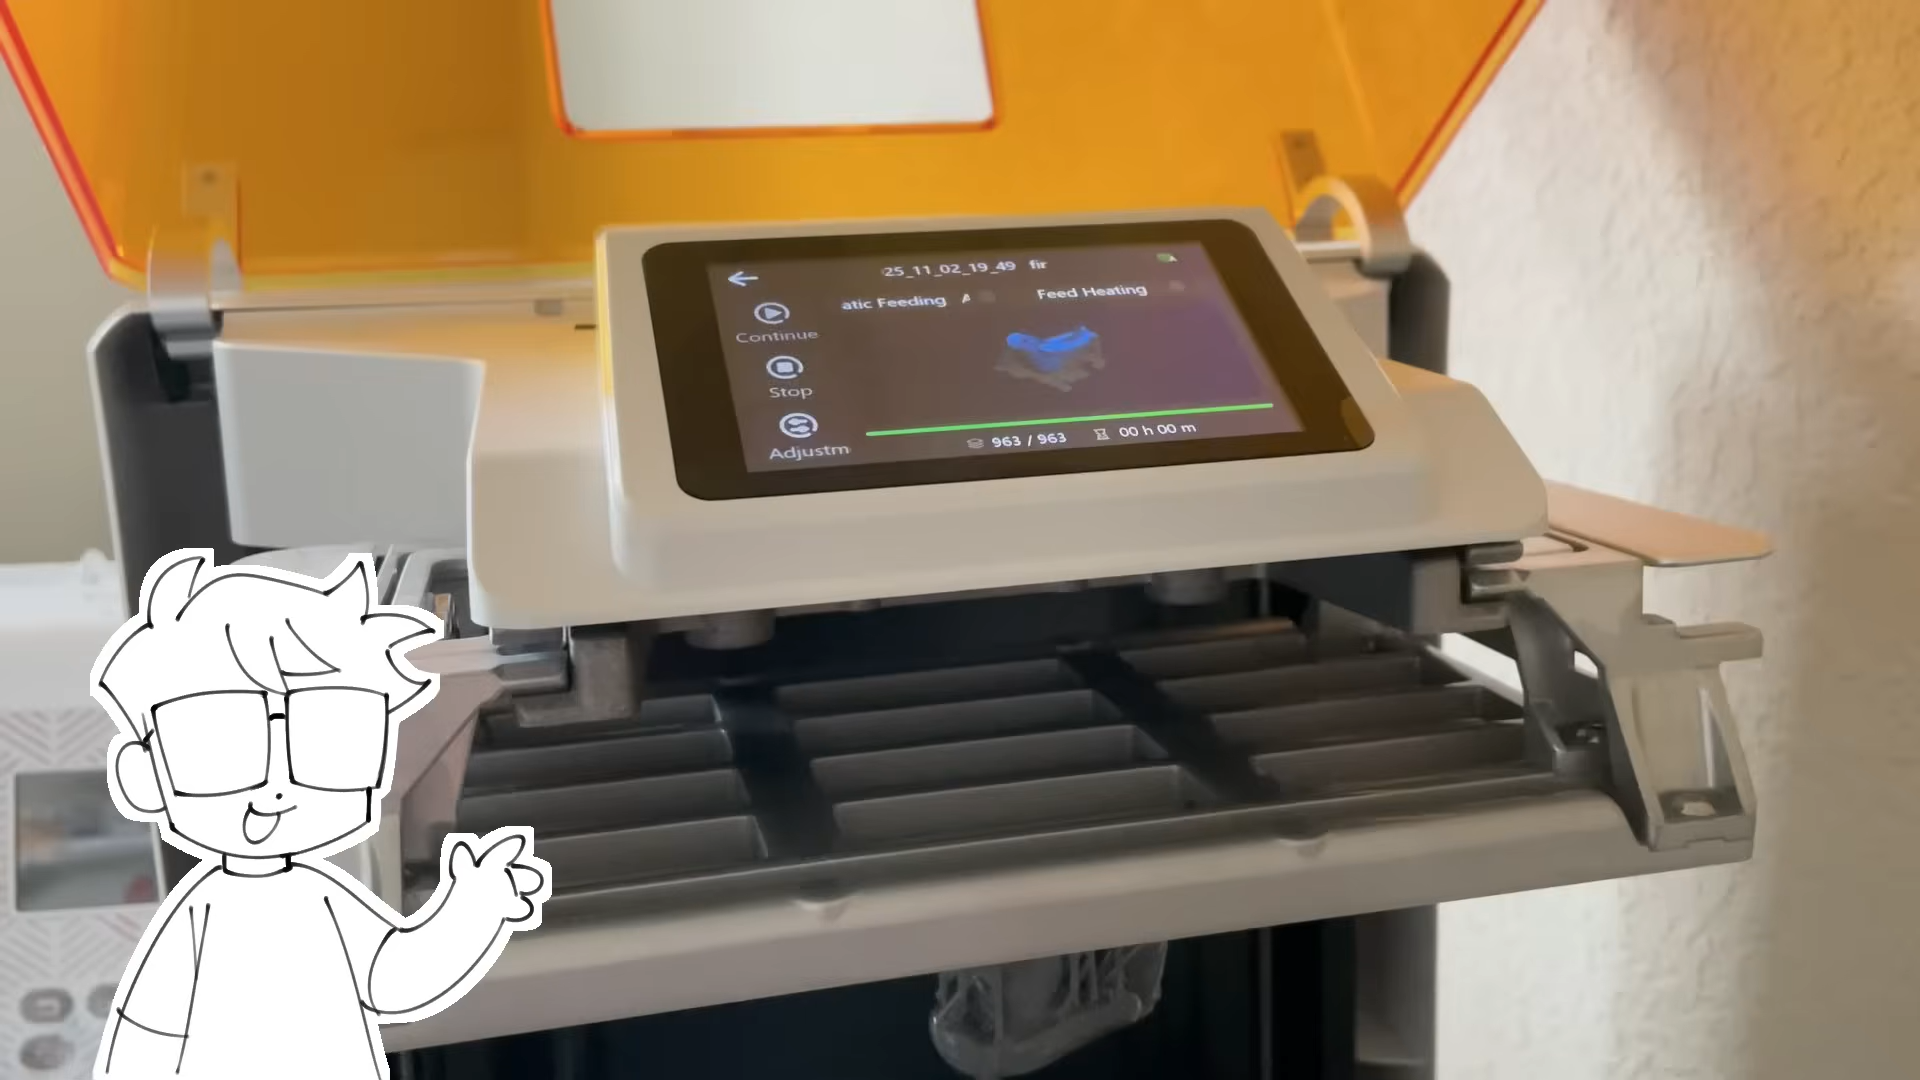 25_11_02_19_49 fir
atic Feeding
Feed Heating
Continue
Stop
Adjustm
963 / 963
00 h 00 m